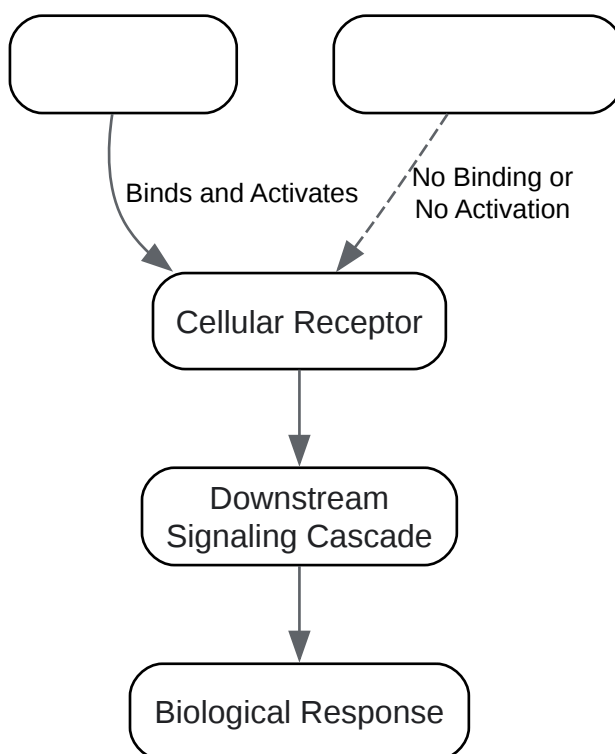 Binds and Activates
No Binding or
No Activation
Cellular Receptor
Downstream
Signaling Cascade
Biological Response